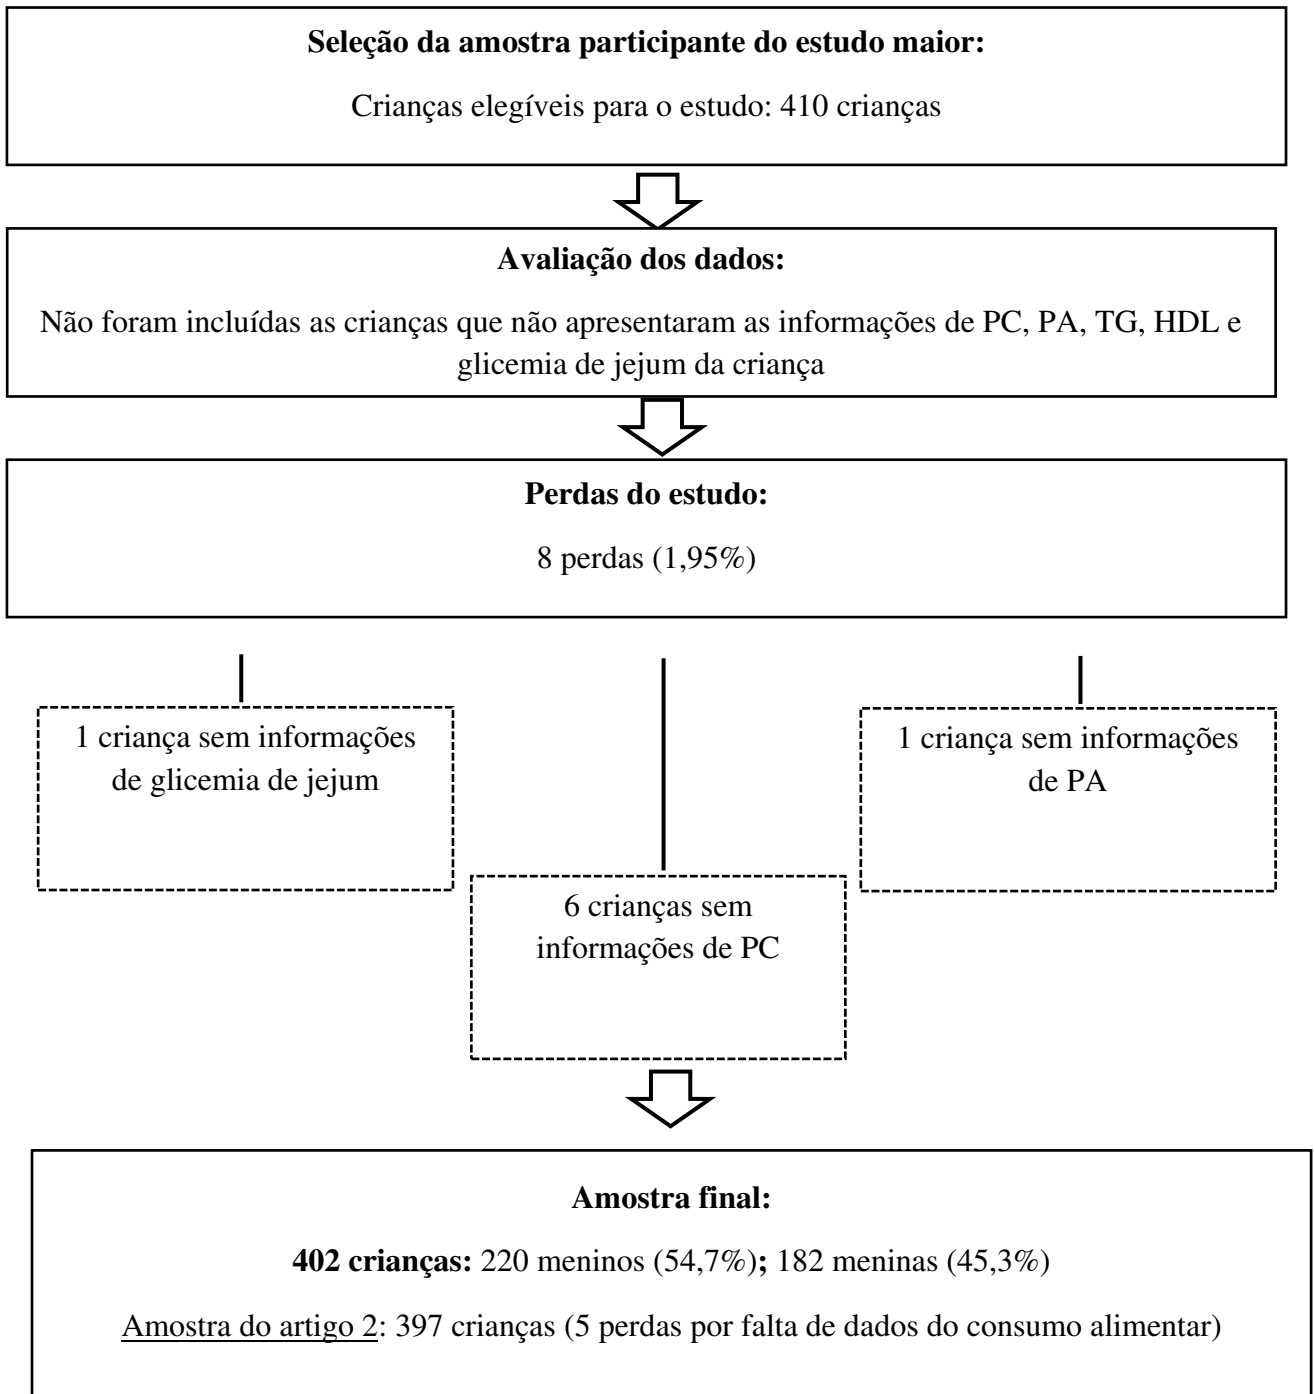 Seleção da amostra participante do estudo maior:
Crianças elegíveis para o estudo: 410 crianças
Avaliação dos dados:
Não foram incluídas as crianças que não apresentaram as informações de PC, PA, TG, HDL e
glicemia de jejum da criança
Perdas do estudo:
8 perdas (1,95%)
1 criança sem informações
de glicemia de jejum
1 criança sem informações
de PA
6 crianças sem
informações de PC
Amostra final:
402 crianças: 220 meninos (54,7%); 182 meninas (45,3%)
Amostra do artigo 2: 397 crianças (5 perdas por falta de dados do consumo alimentar)